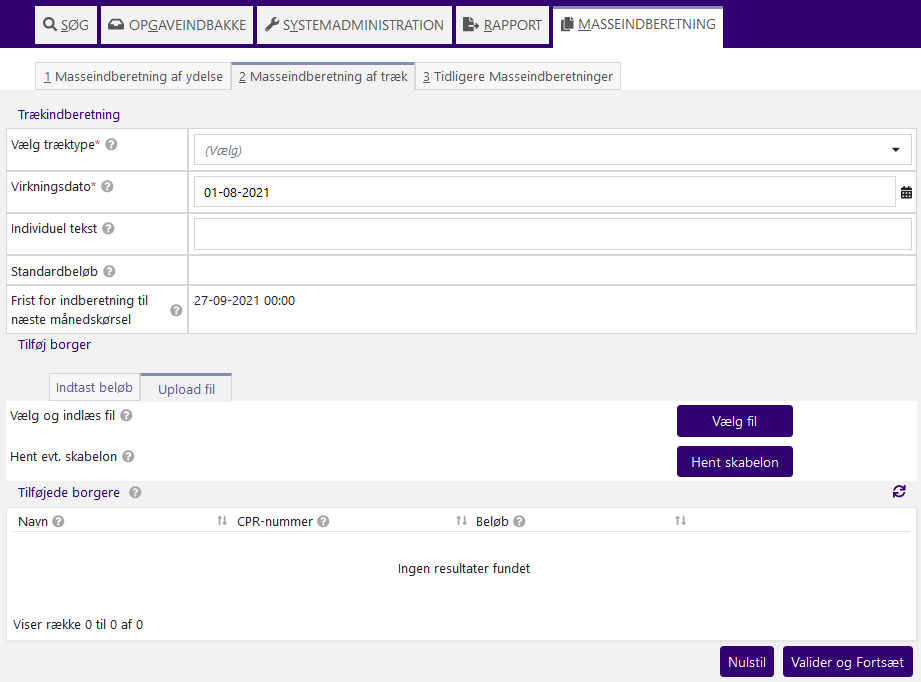 SØG OPGAVEINDBAKKE SYSTEMADMINISTRATION RAPPORT MASSEINDBERETNING
1 Masseindberetning af ydelse 2 Masseindberetning af træk 3 Tidligere Masseindberetninger
Trækindberetning
Vælg træktype* ? (Vælg)
Virkningsdato* ? 01-08-2021
Individuel tekst ?
Standardbeløb ?
Frist for indberetning til
næste månedskørsel ? 27-09-2021 00:00
Tilføj borger
Indtast beløb Upload fil
Vælg og indlæs fil ? Vælg fil
Hent evt. skabelon ? Hent skabelon
Tilføjede borgere ?
Navn ? CPR-nummer ? Beløb ?
Ingen resultater fundet
Viser række 0 til 0 af 0
Nulstil Valider og Fortsæt